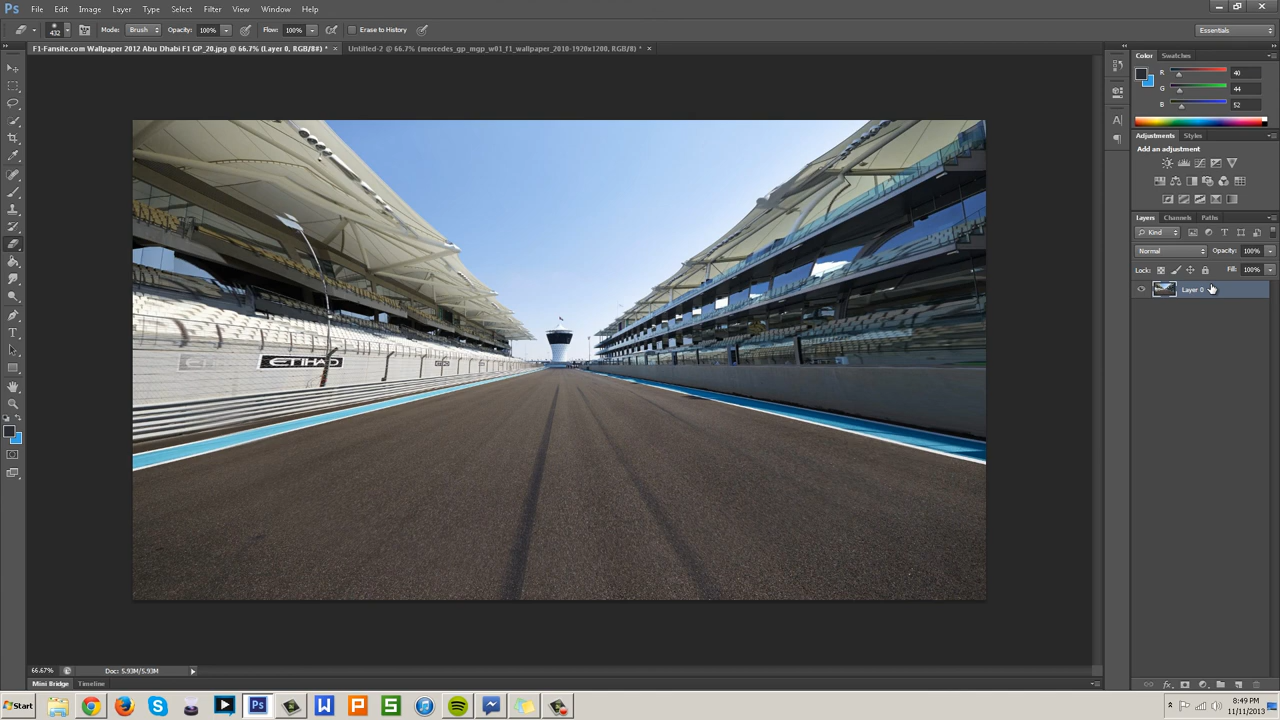 Ps File Edit Image Layer Type Select Filter 3D View Window Help
432 Mode: Brush Opacity: 100% Flow: 100% Erase to History Essentials
F1-Fansite.com Wallpaper 2012 Abu Dhabi F1 GP_20.jpg @ 66.7% (Layer 0, RGB/8#) * × Untitled-2 @ 66.7% (mercedes_gp_mgp_w01_f1_wallpaper_2010-1920x1200, RGB/8) * ×
Color Swatches
R 40
G 44
B 52
Adjustments Styles
Add an adjustment
Layers Channels Paths
Kind
Normal Opacity: 100%
Lock: Fill: 100%
Layer 0
ETIHAD
66.67% Doc: 5.93M/5.93M
Mini Bridge Timeline
Start Ps W P S 8:49 PM
11/11/2013